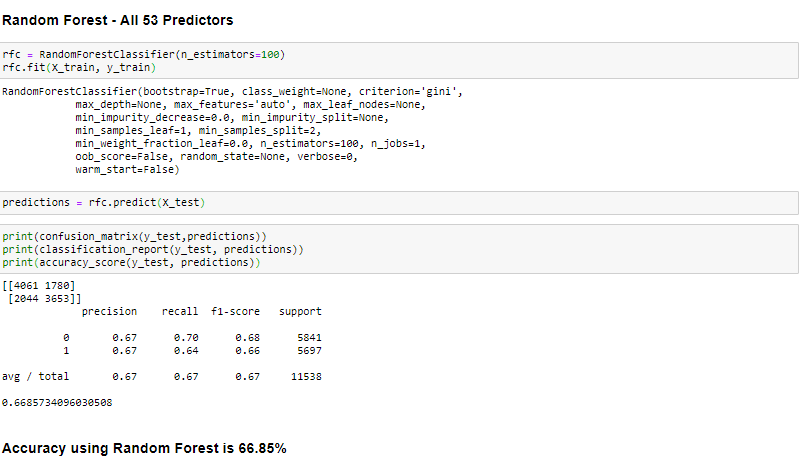 Random Forest - All 53 Predictors
rfc = RandomForestClassifier(n_estimators=100)
rfc.fit(X_train, y_train)
RandomForestClassifier(bootstrap=True, class_weight=None, criterion='gini',
            max_depth=None, max_features='auto', max_leaf_nodes=None,
            min_impurity_decrease=0.0, min_impurity_split=None,
            min_samples_leaf=1, min_samples_split=2,
            min_weight_fraction_leaf=0.0, n_estimators=100, n_jobs=1,
            oob_score=False, random_state=None, verbose=0,
            warm_start=False)
predictions = rfc.predict(X_test)
print(confusion_matrix(y_test,predictions))
print(classification_report(y_test, predictions))
print(accuracy_score(y_test, predictions))
[[4061 1780]
 [2044 3653]]
             precision    recall  f1-score   support
          0       0.67      0.70      0.68      5841
          1       0.67      0.64      0.66      5697
avg / total       0.67      0.67      0.67     11538
0.6685734096030508
Accuracy using Random Forest is 66.85%